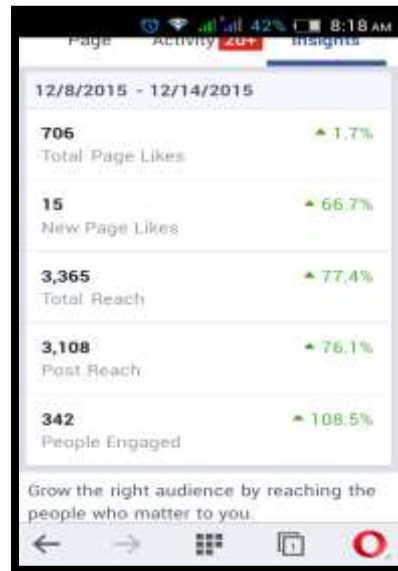 42% 8:18 AM
Page Activity 20+ Insights
12/8/2015 - 12/14/2015
706 1.7%
Total Page Likes
15 66.7%
New Page Likes
3,365 77.4%
Total Reach
3,108 76.1%
Post Reach
342 108.5%
People Engaged
Grow the right audience by reaching the
people who matter to you.
1